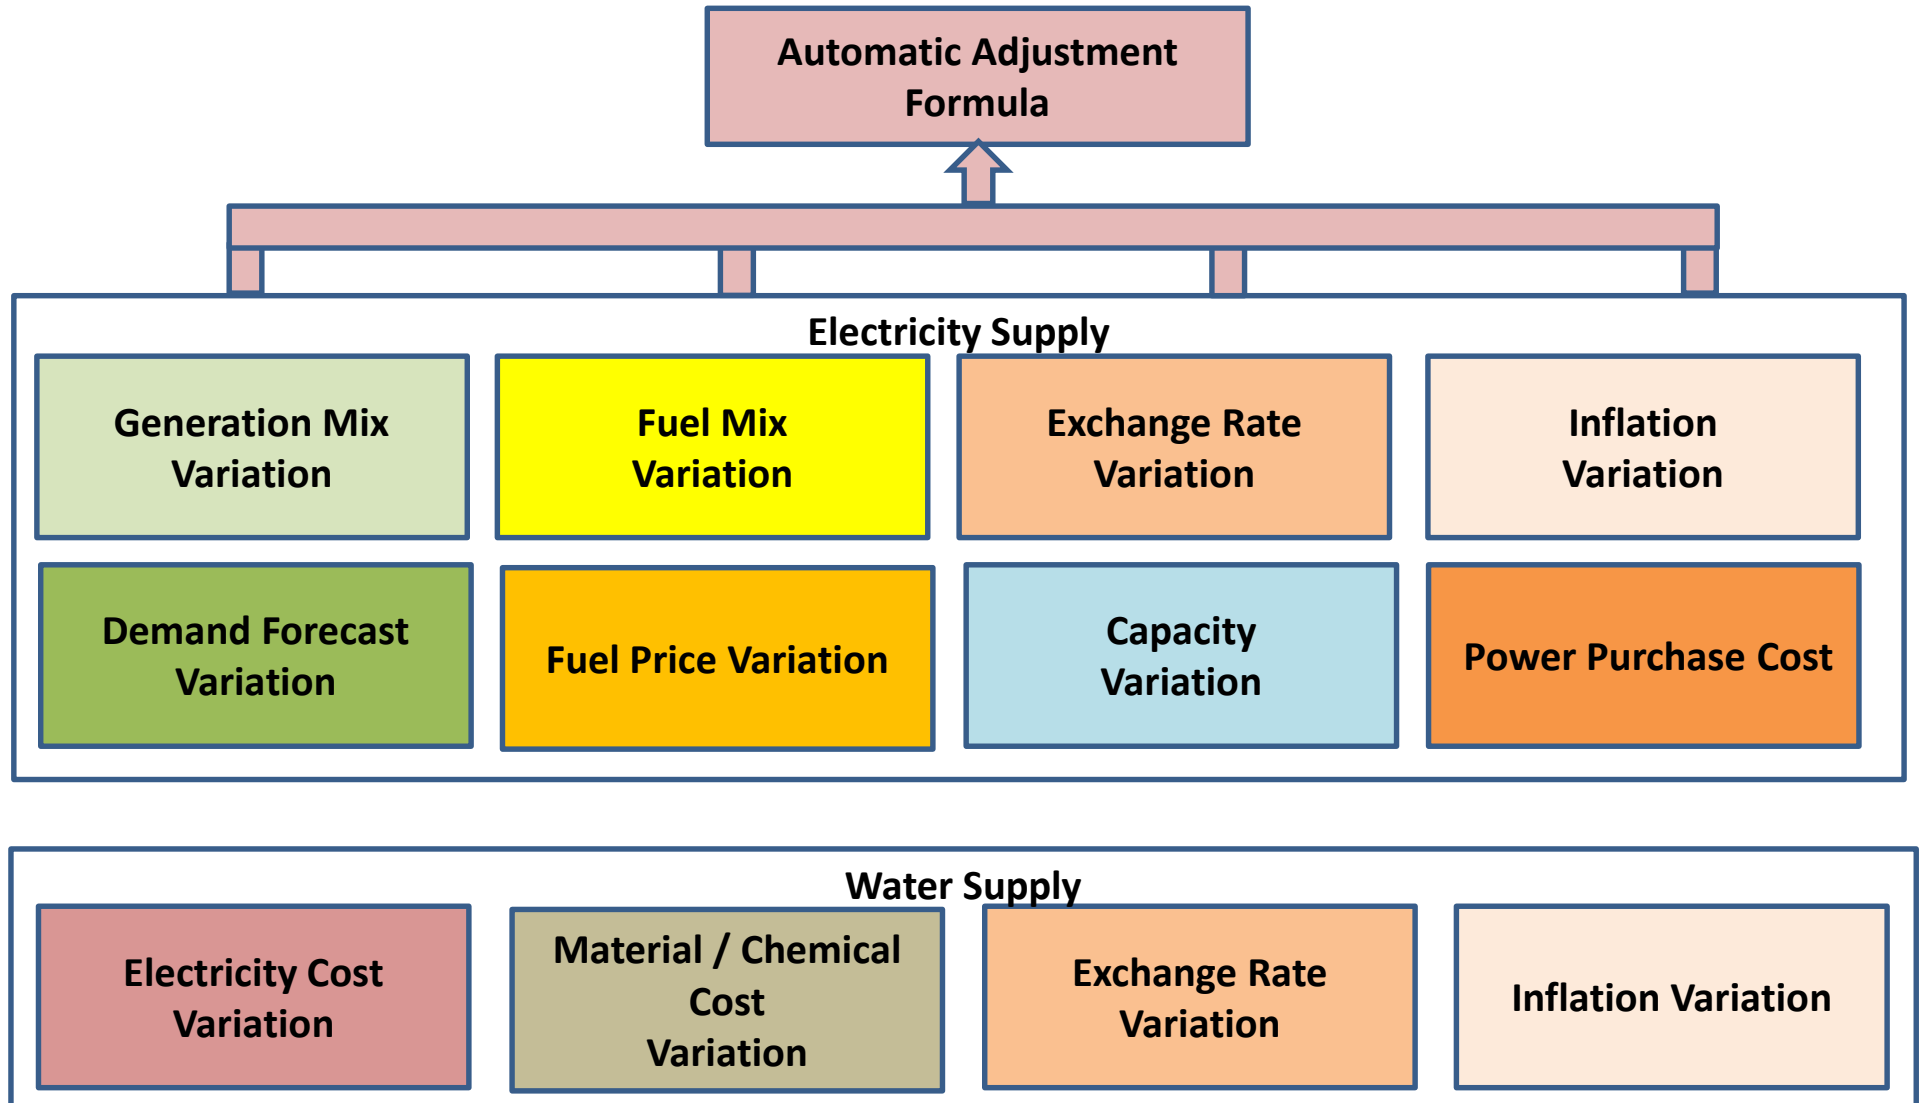 Automatic Adjustment
Formula
Electricity Supply
Generation Mix
Variation
Fuel Mix
Variation
Exchange Rate
Variation
Inflation
Variation
Demand Forecast
Variation
Fuel Price Variation
Capacity
Variation
Power Purchase Cost
Water Supply
Electricity Cost
Variation
Material / Chemical
Cost
Variation
Exchange Rate
Variation
Inflation Variation